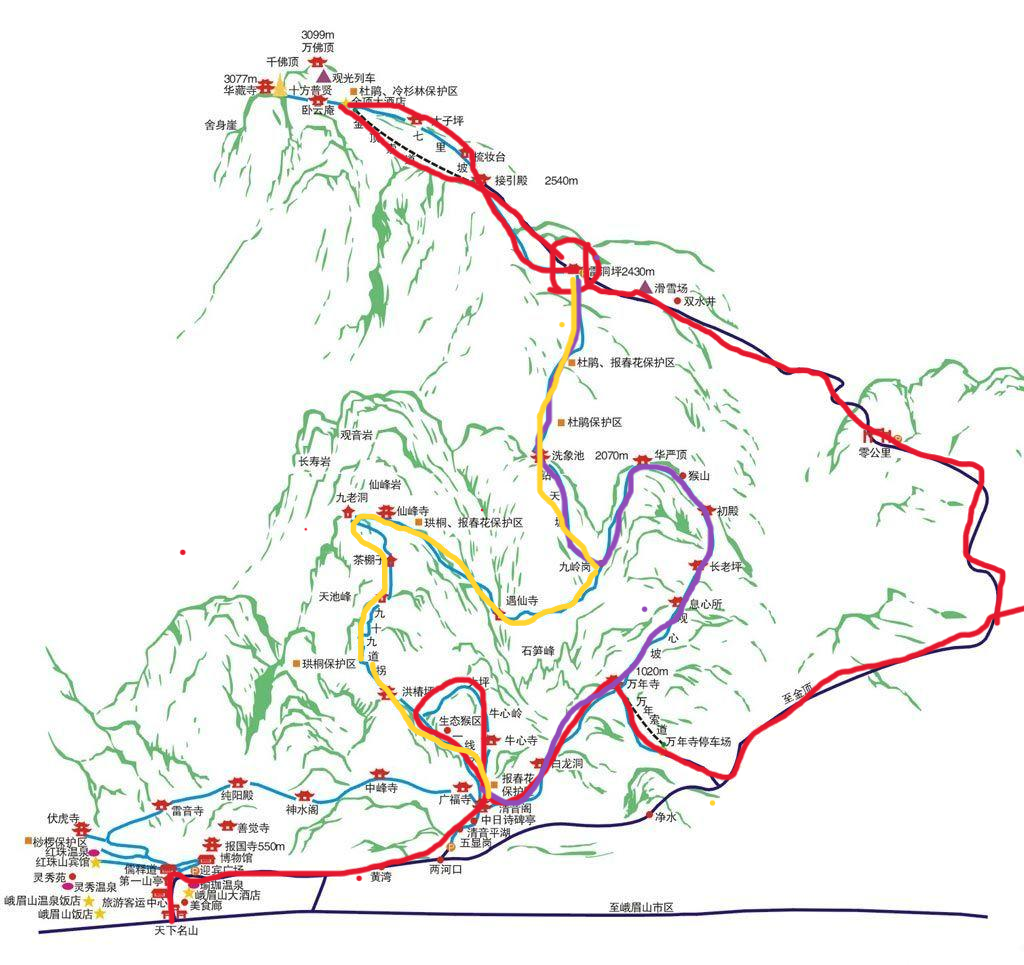 3099m
万佛顶
千佛顶
观光列车
3077m
华藏寺
十方普贤
杜鹃、冷杉林保护区
金顶大酒店
卧云庵
舍身崖
太子坪
金顶索道
七里坡
梳妆台
接引殿 2540m
雷洞坪2430m
滑雪场
双水井
杜鹃、报春花保护区
杜鹃保护区
观音岩
零公里
洗象池 2070m
华严顶
长寿岩
猴山
钻天坡
仙峰岩
九老洞
仙峰寺
初殿
珙桐、报春花保护区
茶棚子
九岭岗
长老坪
天池峰
遇仙寺
息心所
九十九道拐
观心坡
石笋峰
珙桐保护区
1020m
万年寺
洪椿坪
至金顶
牛心岭
万年索道
生态猴区
一线
牛心寺
万年寺停车场
白龙洞
中峰寺
报春花
保护区
纯阳殿
广福寺
神水阁
雷音寺
清音阁
净水
中日诗碑亭
伏虎寺
善觉寺
清音平湖
桫椤保护区
报国寺550m
五显岗
红珠温泉
博物馆
红珠山宾馆
儒释道
迎宾广场
两河口
灵秀苑
第一山亭
黄湾
灵秀温泉
瑜珈温泉
峨眉山大酒店
峨眉山温泉饭店
旅游客运中心
美食廊
峨眉山饭店
至峨眉山市区
天下名山